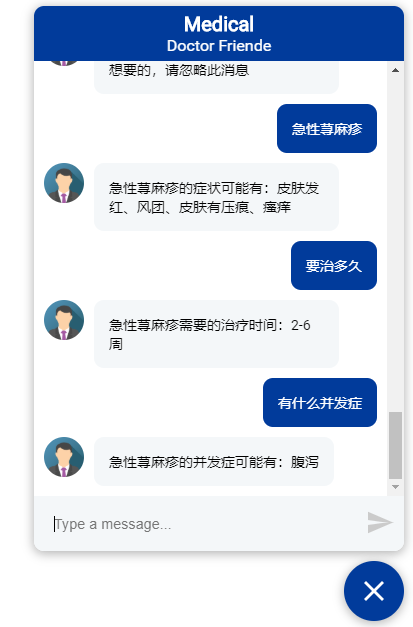 Medical
Doctor Friende
想要的，请忽略此消息
急性荨麻疹
急性荨麻疹的症状可能有：皮肤发
红、风团、皮肤有压痕、瘙痒
要治多久
急性荨麻疹需要的治疗时间：2-6
周
有什么并发症
急性荨麻疹的并发症可能有：腹泻
Type a message...